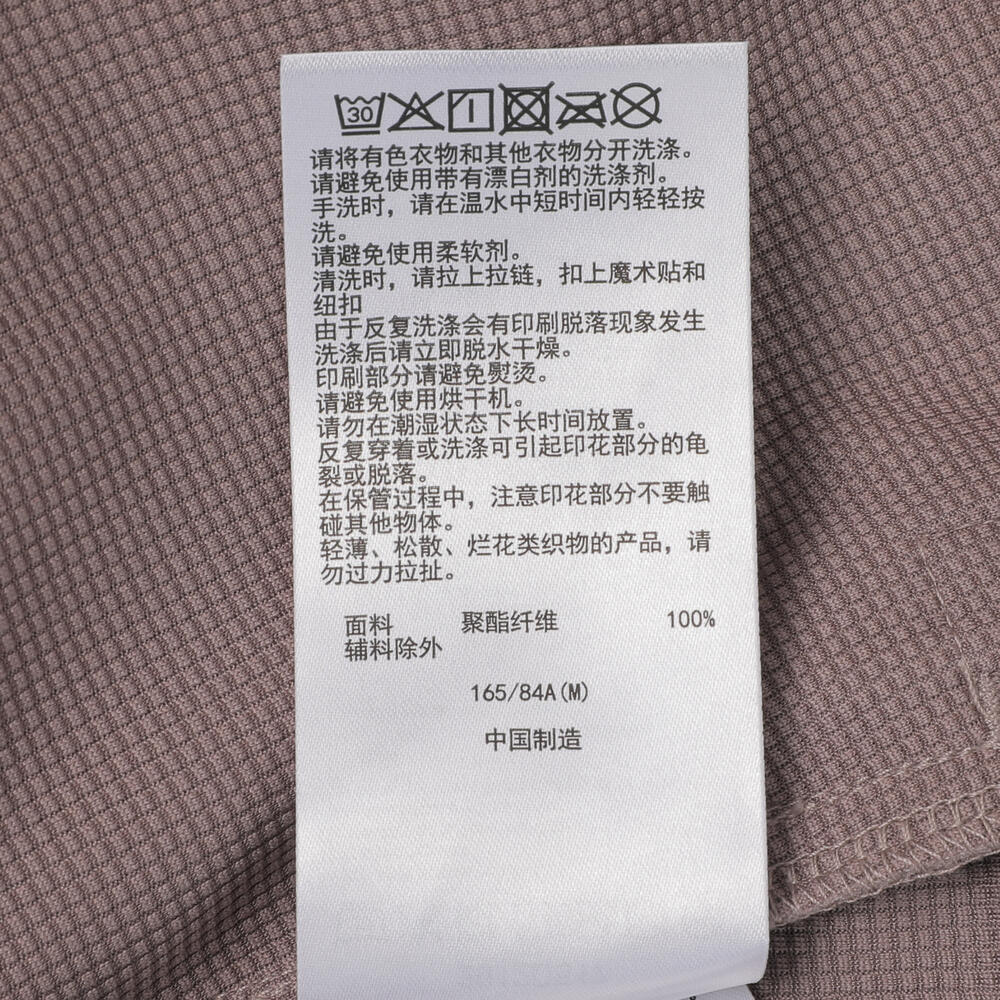 30
请将有色衣物和其他衣物分开洗涤。
请避免使用带有漂白剂的洗涤剂。
手洗时，请在温水中短时间内轻轻按
洗。
请避免使用柔软剂。
清洗时，请拉上拉链，扣上魔术贴和
纽扣
由于反复洗涤会有印刷脱落现象发生
洗涤后请立即脱水干燥。
印刷部分请避免熨烫。
请避免使用烘干机。
请勿在潮湿状态下长时间放置。
反复穿着或洗涤可引起印花部分的龟
裂或脱落。
在保管过程中，注意印花部分不要触
碰其他物体。
轻薄、松散、烂花类织物的产品，请
勿过力拉扯。
面料 聚酯纤维 100%
辅料除外
165/84A(M)
中国制造